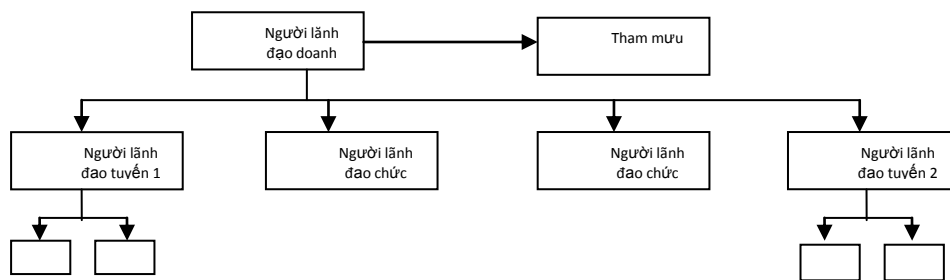 Người lãnh
đạo doanh
Tham mưu
Người lãnh
đạo tuyến 1
Người lãnh
đạo chức
Người lãnh
đạo chức
Người lãnh
đạo tuyến 2